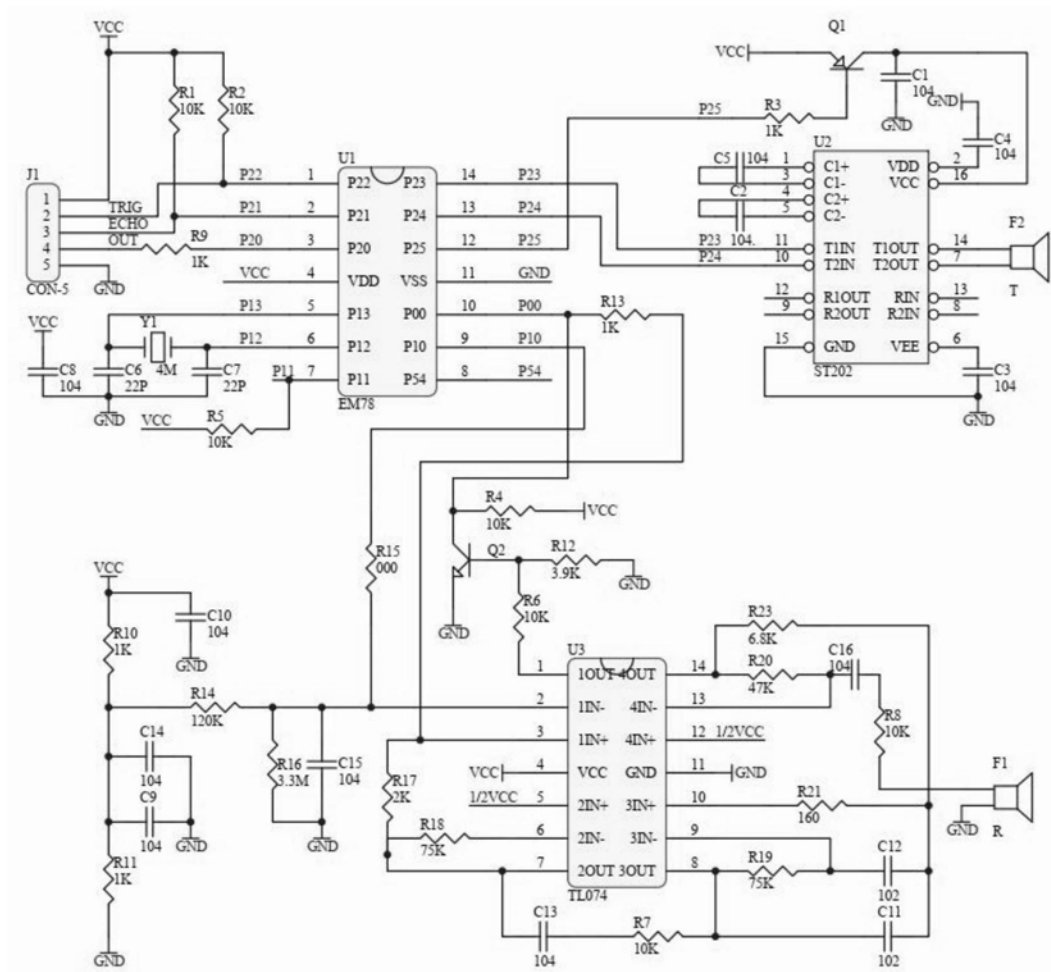 VCC
Q1
VCC
R1
10K
R2
10K
C1
104
GND
GND
P25
R3
1K
C4
104
U1
U2
C5 104
C2
104.
1 C1+
3 C1-
4 C2+
5 C2-
11 T1IN
10 T2IN
12 R1OUT
9 R2OUT
15 GND
VDD 2
VCC 16
T1OUT 14
T2OUT 7
RIN 13
R2IN 8
VEE 6
ST202
F2
T
C3
104
GND
J1
1
2 TRIG
3 ECHO
4 OUT
5
CON-5
GND
R9
1K
P22 1 P22
P21 2 P21
P20 3 P20
VCC 4 VDD
P13 5 P13
P12 6 P12
P11 7 P11
P23 14 P23
P24 13 P24
P25 12 P25
VSS 11 GND
P00 10 P00
P10 9 P10
P54 8 P54
EM78
P23
P24
R13
1K
VCC
C8
104
Y1
4M
C6
22P
C7
22P
GND
VCC
R5
10K
R4
10K
VCC
R15
000
Q2
R12
3.9K
GND
GND
R6
10K
VCC
C10
104
GND
R10
1K
R14
120K
C14
104
C9
104
GND
R16
3.3M
C15
104
GND
R11
1K
GND
R17
2K
R18
75K
U3
1 1OUT
2 1IN-
3 1IN+
VCC 4 VCC
1/2VCC 5 2IN+
6 2IN-
7 2OUT
4OUT 14
4IN- 13
4IN+ 12 1/2VCC
GND 11 GND
3IN+ 10
3IN- 9
3OUT 8
TL074
R23
6.8K
R20
47K
C16
104
R8
10K
F1
R
GND
R21
160
R19
75K
C12
102
C11
102
C13
104
R7
10K